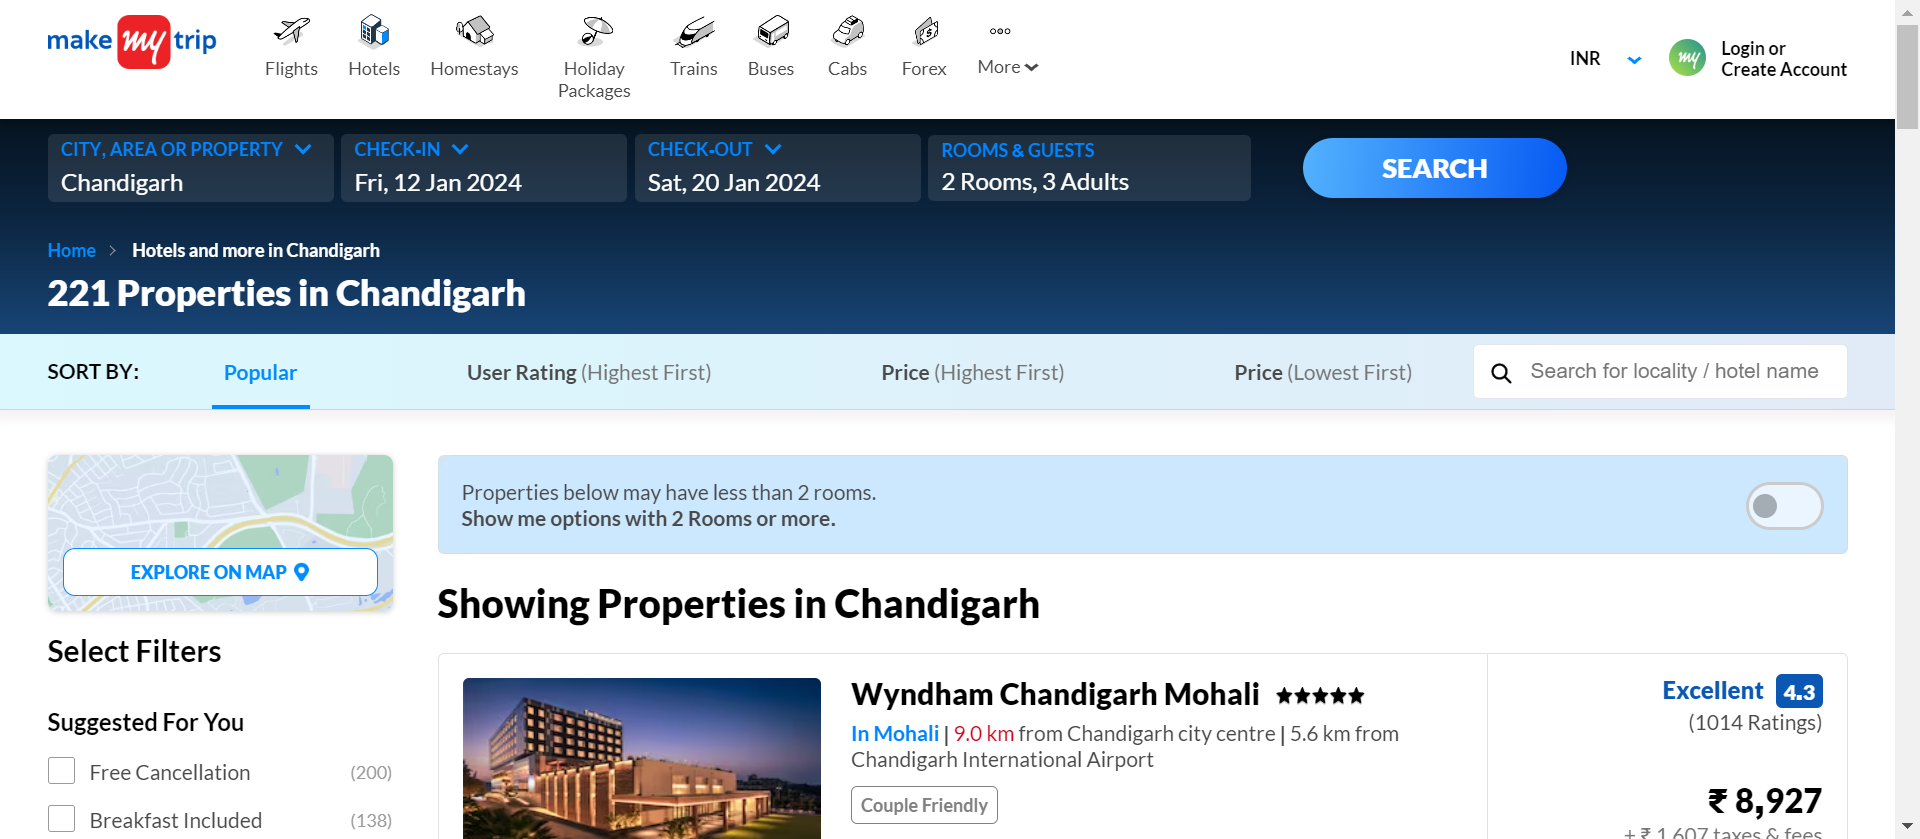 make my trip
Flights
Hotels
Homestays
Holiday
Packages
Trains
Buses
Cabs
Forex
More
INR
my
Login or
Create Account
CITY, AREA OR PROPERTY
Chandigarh
CHECK-IN
Fri, 12 Jan 2024
CHECK-OUT
Sat, 20 Jan 2024
ROOMS & GUESTS
2 Rooms, 3 Adults
SEARCH
Home
Hotels and more in Chandigarh
221 Properties in Chandigarh
SORT BY:
Popular
User Rating (Highest First)
Price (Highest First)
Price (Lowest First)
Search for locality / hotel name
EXPLORE ON MAP
Properties below may have less than 2 rooms.
Show me options with 2 Rooms or more.
Select Filters
Suggested For You
Free Cancellation (200)
Breakfast Included (138)
Showing Properties in Chandigarh
Wyndham Chandigarh Mohali
In Mohali | 9.0 km from Chandigarh city centre | 5.6 km from
Chandigarh International Airport
Couple Friendly
Excellent 4.3
(1014 Ratings)
₹ 8,927
+ ₹ 1,607 taxes & fees